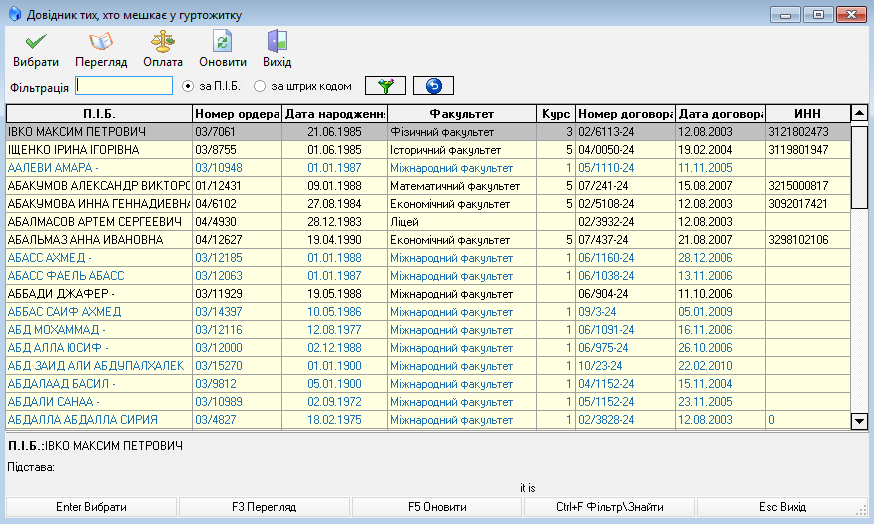 Довідник тих, хто мешкає у гуртожитку
Вибрати Перегляд Оплата Оновити Вихід
Фільтрація за П.І.Б. за штрих кодом
П.І.Б. Номер ордера Дата народження Факультет Курс Номер договора Дата договора ИНН
ІВКО МАКСИМ ПЕТРОВИЧ 03/7061 21.06.1985 Фізичний факультет 3 02/6113-24 12.08.2003 3121802473
ІЩЕНКО ІРИНА ІГОРІВНА 03/8755 01.06.1985 Історичний факультет 5 04/0050-24 19.02.2004 3119801947
ААЛЕВИ АМАРА - 03/10948 01.01.1987 Міжнародний факультет 1 05/1110-24 11.11.2005
АБАКУМОВ АЛЕКСАНДР ВИКТОРО 01/12431 09.01.1988 Математичний факультет 5 07/241-24 15.08.2007 3215000817
АБАКУМОВА ИННА ГЕННАДИЕВНА 04/6102 27.08.1984 Економічний факультет 5 02/5108-24 12.08.2003 3092017421
АБАЛМАСОВ АРТЕМ СЕРГЕЕВИЧ 04/4930 28.12.1983 Ліцей 02/3932-24 12.08.2003
АБАЛЬМАЗ АННА ИВАНОВНА 04/12627 19.04.1990 Економічний факультет 5 07/437-24 21.08.2007 3298102106
АБАСС АХМЕД - 03/12185 01.01.1988 Міжнародний факультет 1 06/1160-24 28.12.2006
АБАСС ФАЕЛЬ АБАСС 03/12063 01.01.1987 Міжнародний факультет 1 06/1038-24 13.11.2006
АББАДИ ДЖАФЕР - 03/11929 19.05.1988 Міжнародний факультет 06/904-24 11.10.2006
АББАС САИФ АХМЕД 03/14397 10.05.1986 Міжнародний факультет 1 09/3-24 05.01.2009
АБД МОХАММАД - 03/12116 12.08.1977 Міжнародний факультет 1 06/1091-24 16.11.2006
АБД АЛЛА ЮСИФ - 03/12000 02.12.1988 Міжнародний факультет 1 06/975-24 26.10.2006
АБД ЗАИД АЛИ АБДУПАЛХАЛЕК 03/15270 01.01.1900 Міжнародний факультет 1 10/23-24 22.02.2010
АБДАЛААД БАСИЛ - 03/9812 05.01.1900 Міжнародний факультет 1 04/1152-24 15.11.2004
АБДАЛИ САНАА - 03/10989 02.09.1972 Міжнародний факультет 1 05/1152-24 23.11.2005
АБДАЛЛА АБДАЛЛА СИРИЯ 03/4827 18.02.1975 Міжнародний факультет 1 02/3828-24 12.08.2003 0
П.І.Б.:ІВКО МАКСИМ ПЕТРОВИЧ
Підстава:
it is
Enter Вибрати F3 Перегляд F5 Оновити Ctrl+F Фільтр\Знайти Esc Вихід